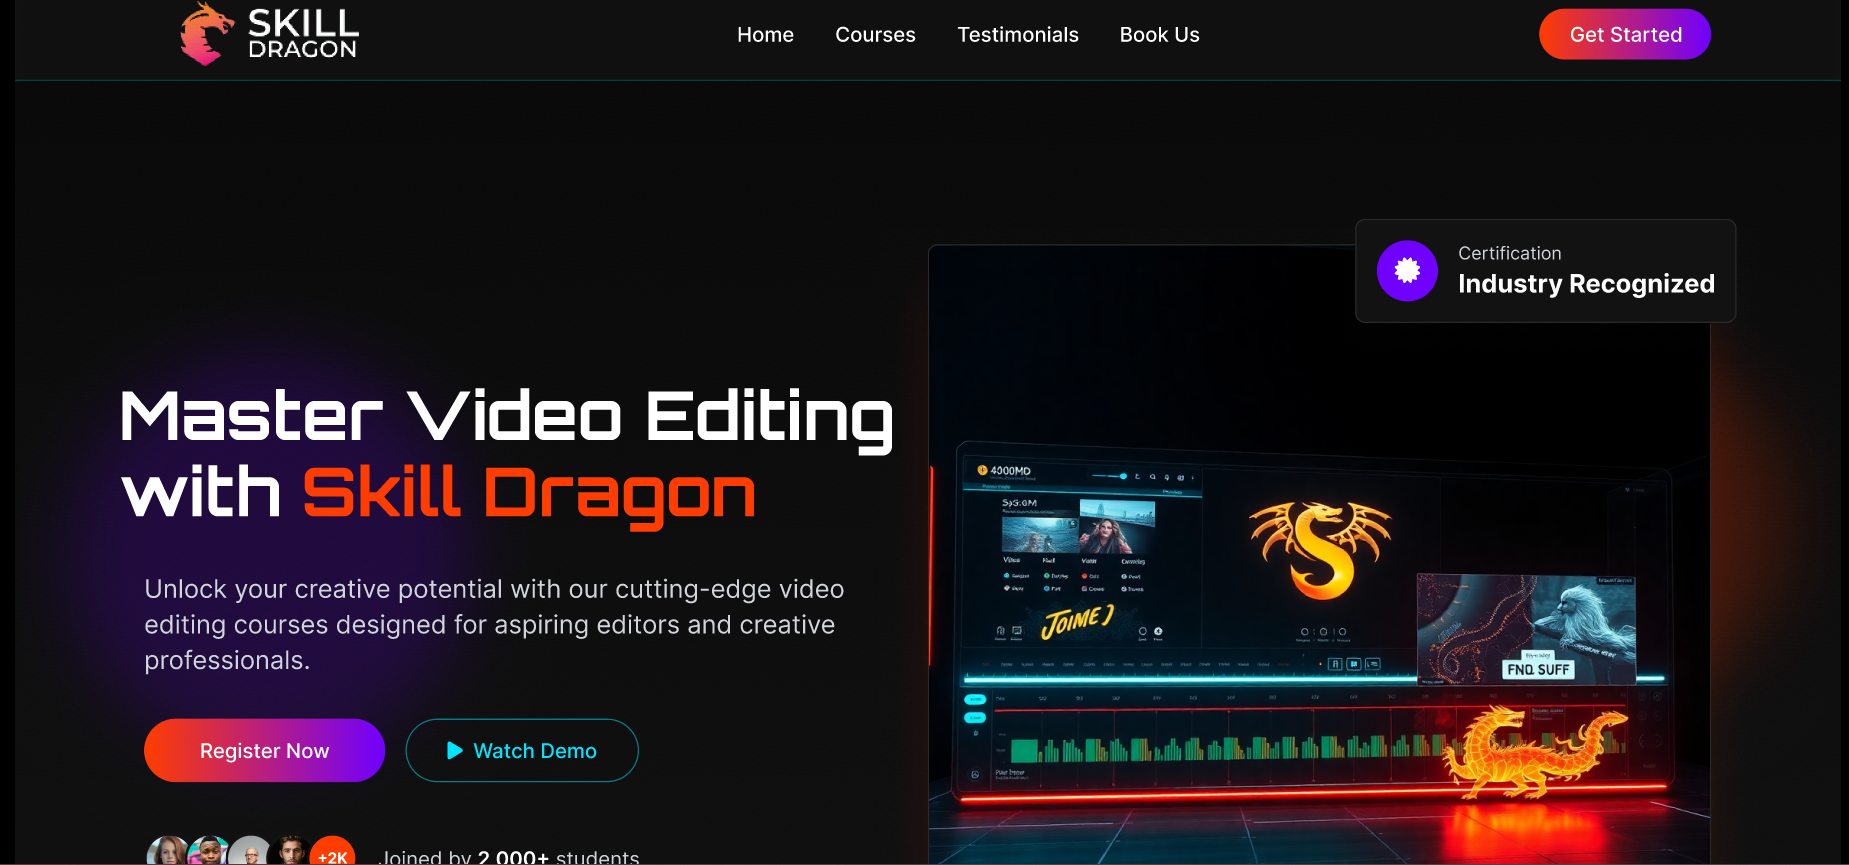 SKILL
DRAGON
Home
Courses
Testimonials
Book Us
Get Started
Certification
Industry Recognized
Master Video Editing
with Skill Dragon
Unlock your creative potential with our cutting-edge video
editing courses designed for aspiring editors and creative
professionals.
Register Now
Watch Demo
+2K
Joined by 2,000+ students
4300MD
JOIME J
FNQ SUFF